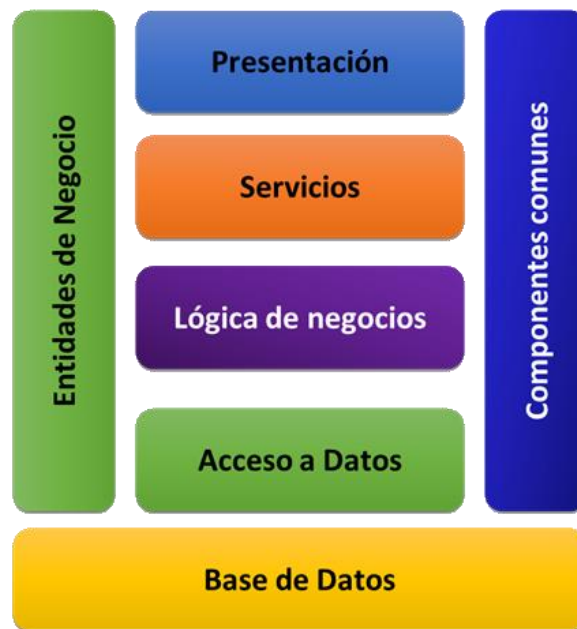 Entidades de Negocio
Presentación
Servicios
Lógica de negocios
Acceso a Datos
Componentes comunes
Base de Datos